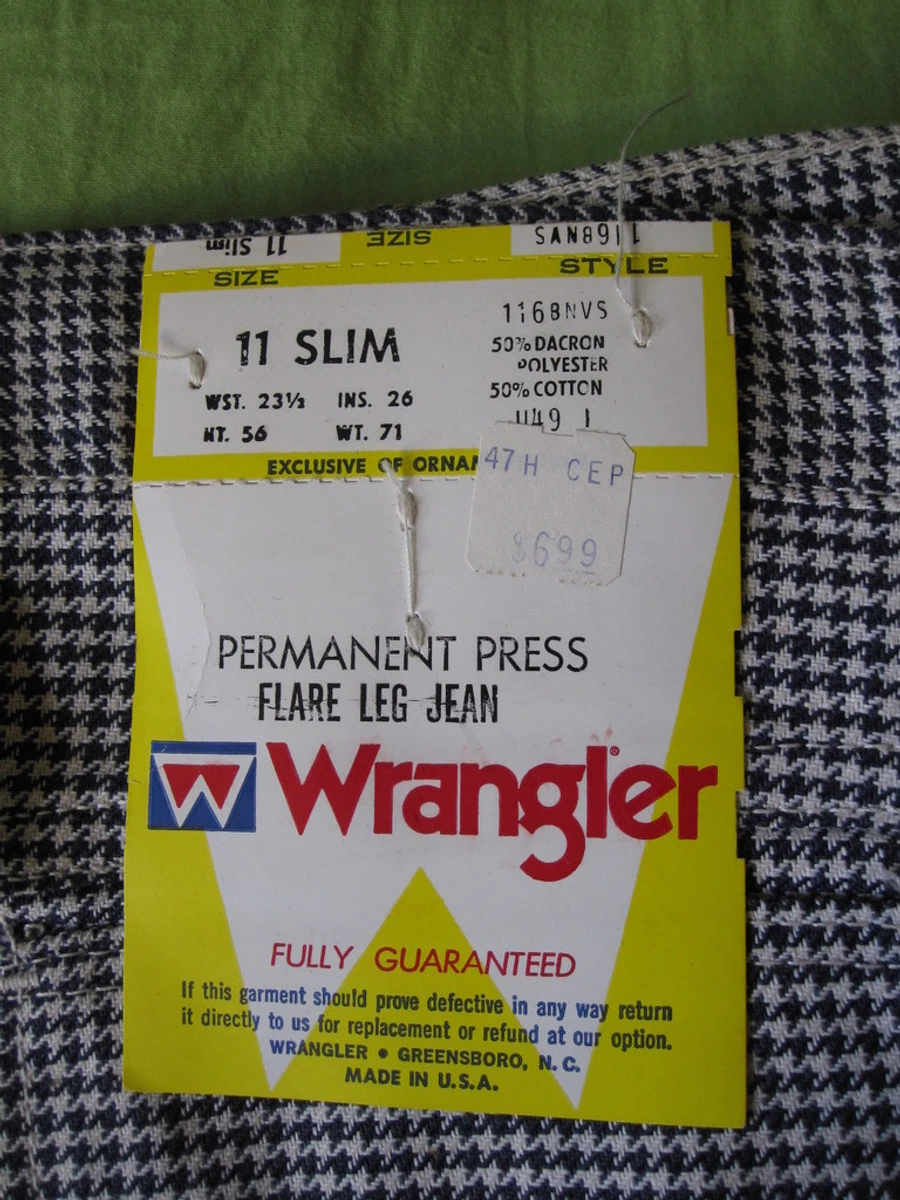 11 Slim
SIZE
SIZE
STYLE
11 SLIM
1168NVS
50% DACRON
POLYESTER
50% COTTON
WST. 23½ INS. 26
HT. 56 WT. 71
EXCLUSIVE OF
47H CEP
$6.99
PERMANENT PRESS
FLARE LEG JEAN
W Wrangler®
FULLY GUARANTEED
If this garment should prove defective in any way return
it directly to us for replacement or refund at our option.
WRANGLER • GREENSBORO, N. C.
MADE IN U.S.A.